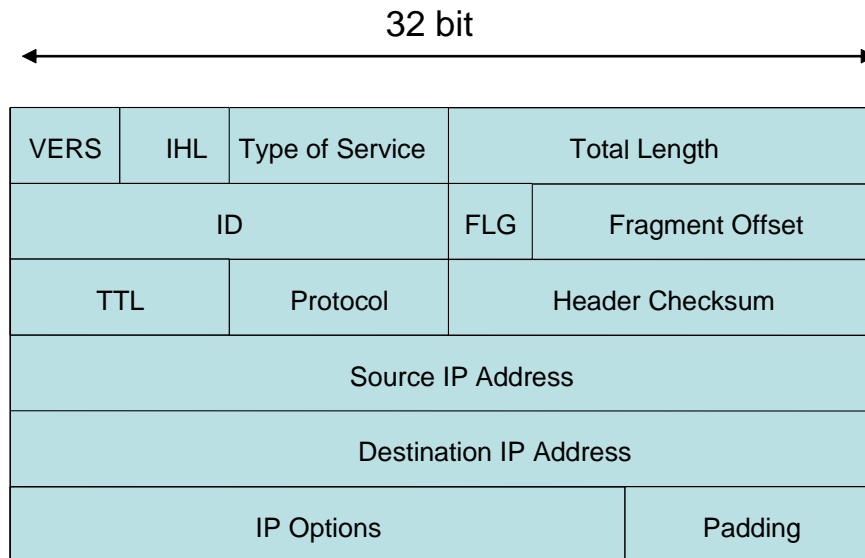 32 bit
VERS IHL Type of Service Total Length
ID FLG Fragment Offset
TTL Protocol Header Checksum
Source IP Address
Destination IP Address
IP Options Padding